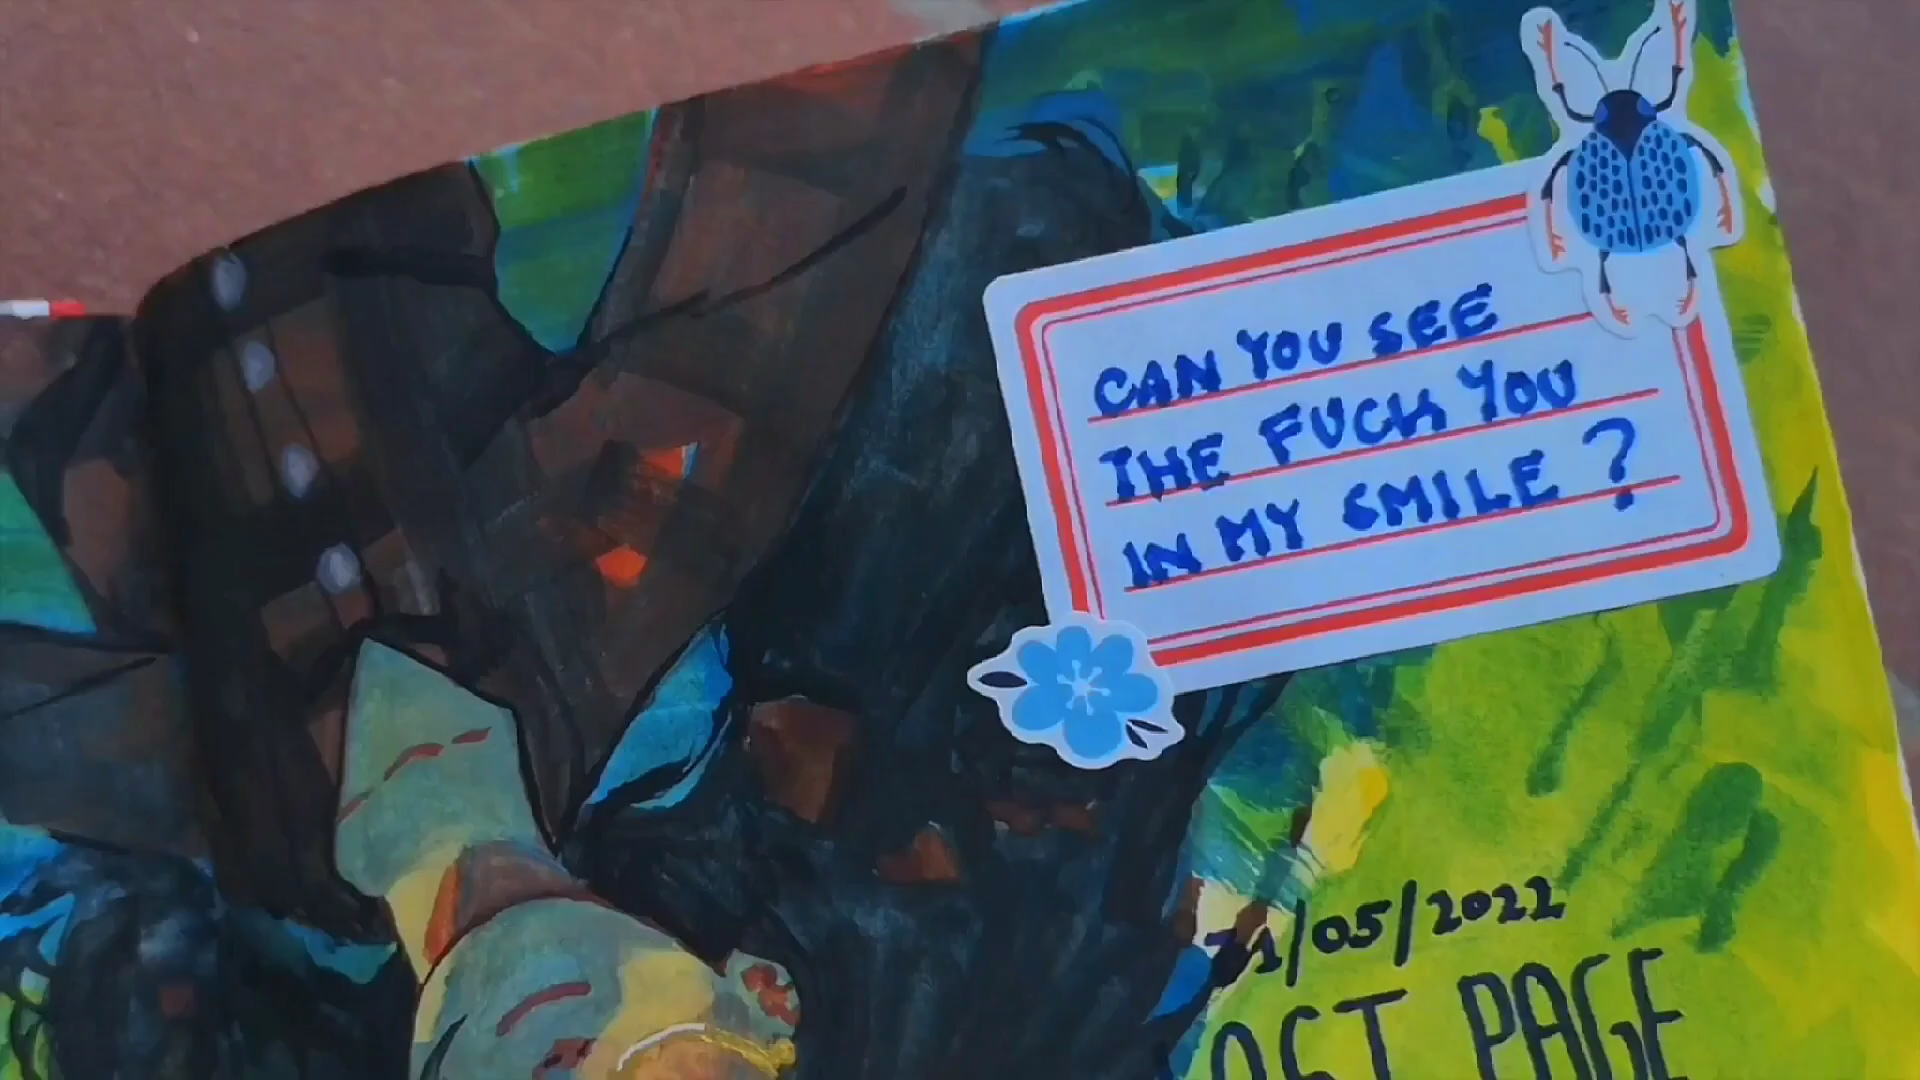 CAN YOU SEE
THE FUCK YOU
IN MY SMILE?
/05/2022
PAGE